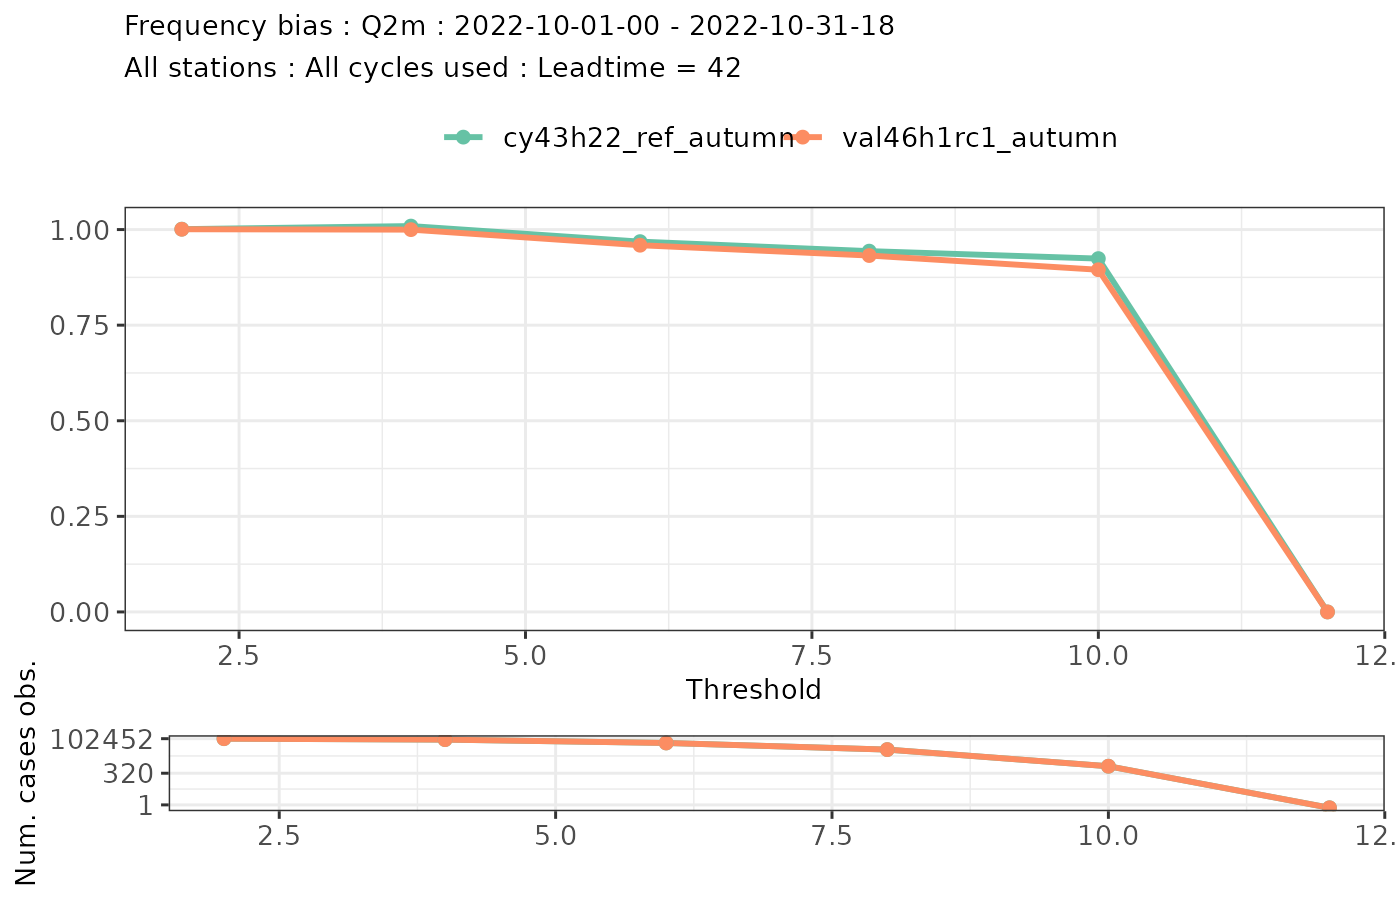 Frequency bias : Q2m : 2022-10-01-00 - 2022-10-31-18
All stations : All cycles used : Leadtime = 42
cy43h22_ref_autumn val46h1rc1_autumn
1.00
0.75
0.50
0.25
0.00
2.5 5.0 7.5 10.0 12.
Threshold
Num. cases obs.
102452
320
1
2.5 5.0 7.5 10.0 12.